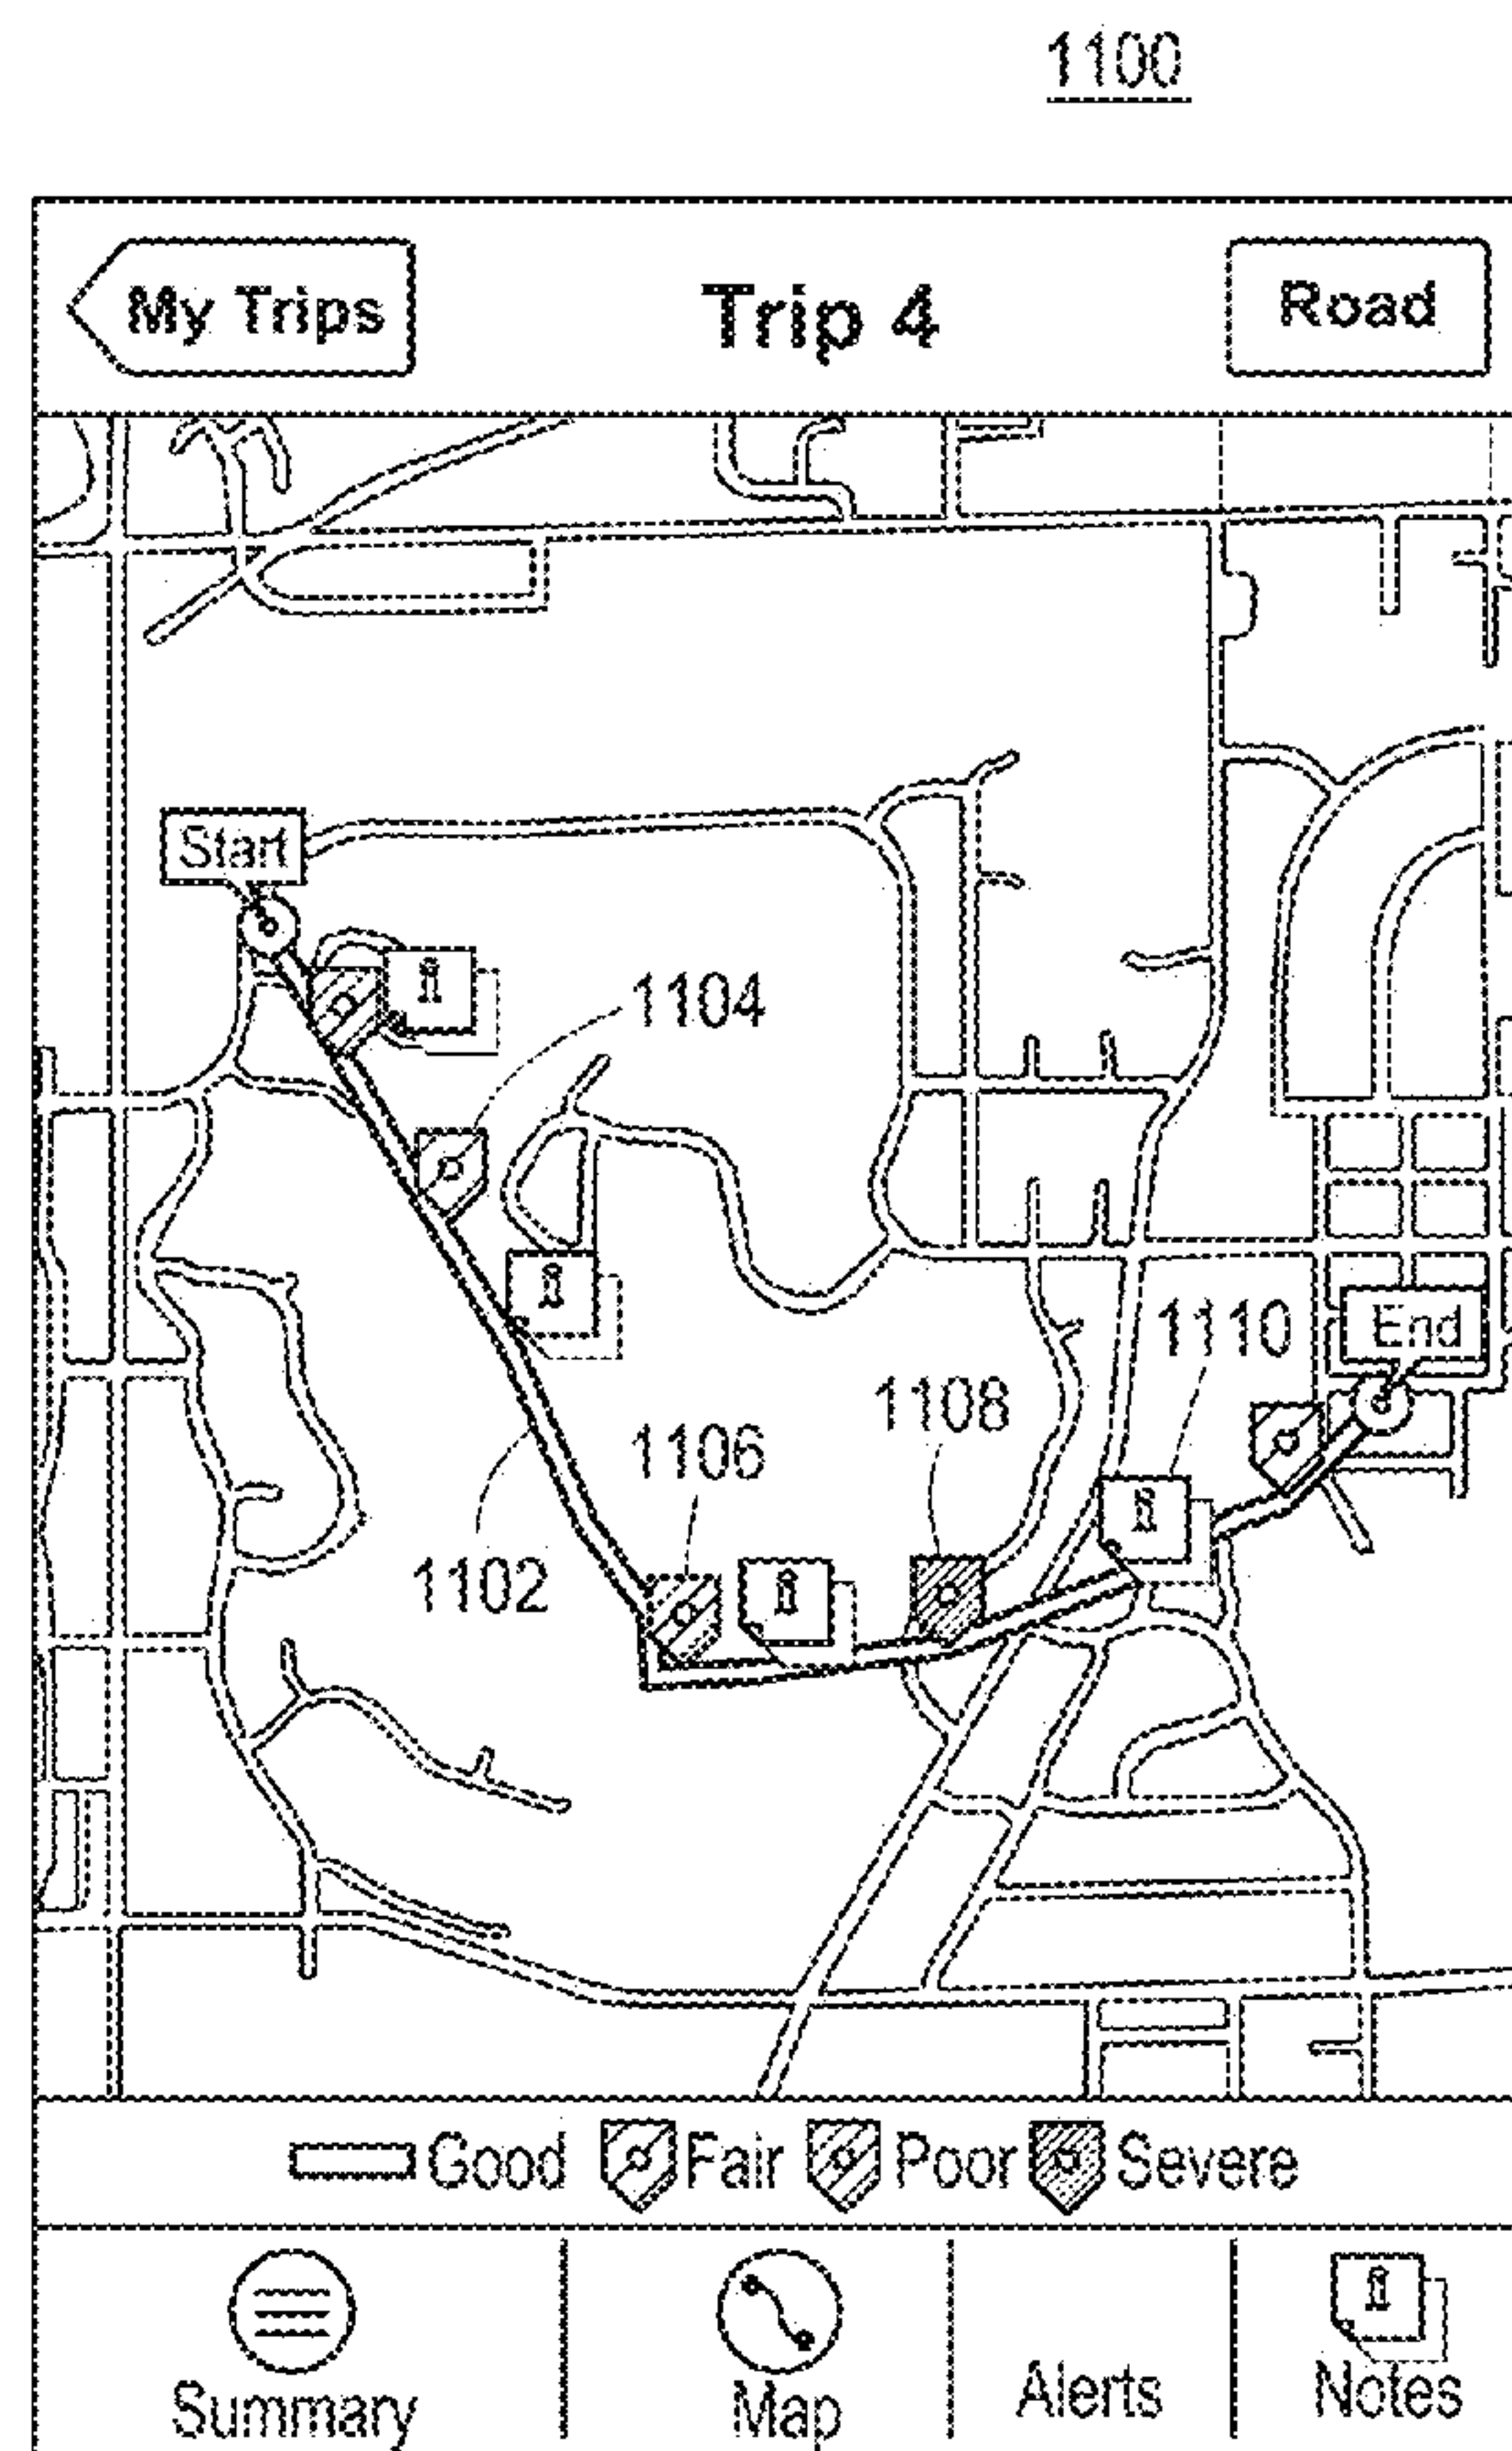 1100
My Trips Trip 4 Road
Start
i
1104
i
1110 End
1108
1106
i
1102
i
Good Fair Poor Severe
i
Summary Map Alerts Notes